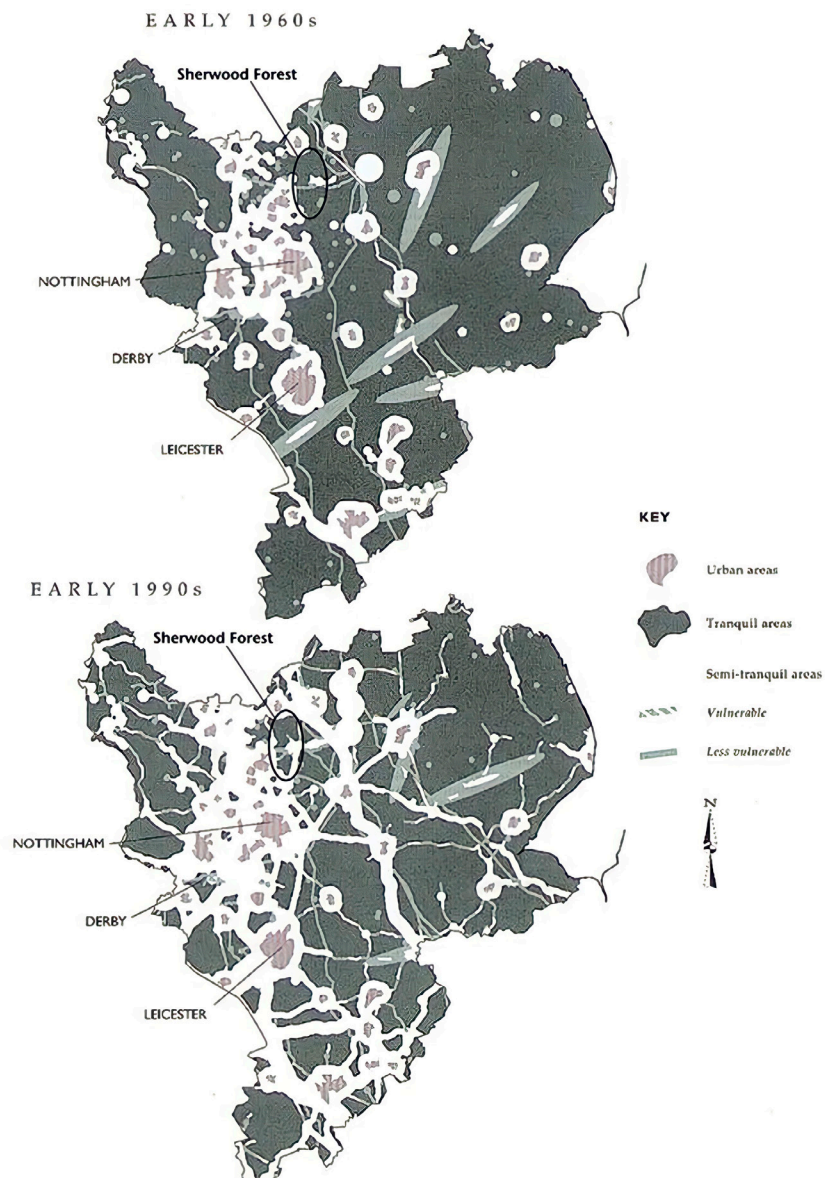 EARLY 1960s
Sherwood Forest
NOTTINGHAM
DERBY
LEICESTER
KEY
Urban areas
Tranquil areas
Semi-tranquil areas
Vulnerable
Less vulnerable
N
EARLY 1990s
Sherwood Forest
NOTTINGHAM
DERBY
LEICESTER